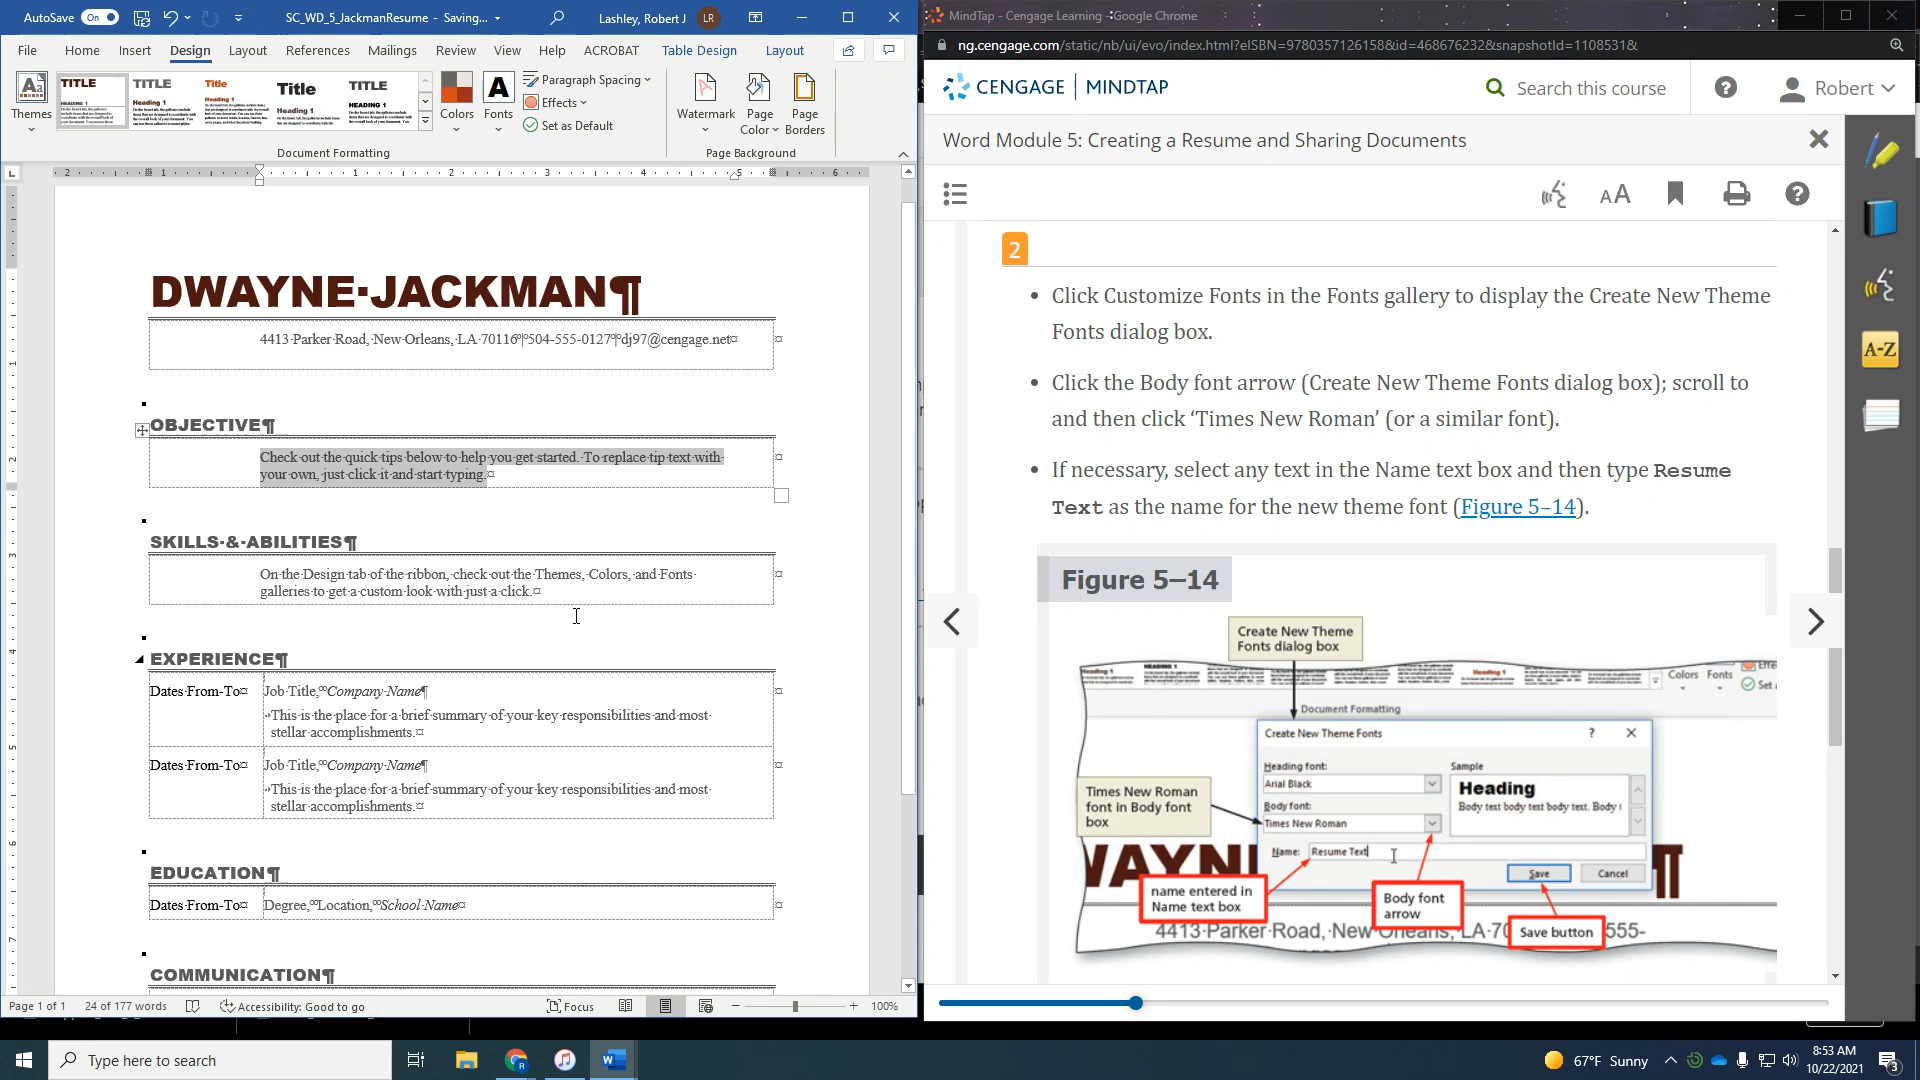 AutoSave On SC_WD_5_JackmanResume - Saving... Lashley, Robert J LR
File Home Insert Design Layout References Mailings Review View Help ACROBAT Table Design Layout
Themes Colors Fonts Paragraph Spacing Effects Set as Default Watermark Page Color Page Borders
Document Formatting Page Background
DWAYNE·JACKMAN¶
4413·Parker·Road,·New·Orleans,·LA·70116°|°504-555-0127°|°dj97@cengage.net¤
OBJECTIVE¶
Check·out·the·quick·tips·below·to·help·you·get·started.·To·replace·tip·text·with·
your·own,·just·click·it·and·start·typing.¤
SKILLS·&·ABILITIES¶
On·the·Design·tab·of·the·ribbon,·check·out·the·Themes,·Colors,·and·Fonts·
galleries·to·get·a·custom·look·with·just·a·click.¤
EXPERIENCE¶
Dates·From-To¤ Job·Title,°°Company·Name¶
This·is·the·place·for·a·brief·summary·of·your·key·responsibilities·and·most·
stellar·accomplishments.¤
Dates·From-To¤ Job·Title,°°Company·Name¶
This·is·the·place·for·a·brief·summary·of·your·key·responsibilities·and·most·
stellar·accomplishments.¤
EDUCATION¶
Dates·From-To¤ Degree,°°Location,°°School·Name¤
COMMUNICATION¶
Page 1 of 1 24 of 177 words Accessibility: Good to go Focus 100%
MindTap - Cengage Learning - Google Chrome
ng.cengage.com/static/nb/ui/evo/index.html?eISBN=9780357126158&id=468676232&snapshotId=1108531&
CENGAGE | MINDTAP Search this course Robert
Word Module 5: Creating a Resume and Sharing Documents
AA
A-Z
2
• Click Customize Fonts in the Fonts gallery to display the Create New Theme
Fonts dialog box.
• Click the Body font arrow (Create New Theme Fonts dialog box); scroll to
and then click ‘Times New Roman’ (or a similar font).
• If necessary, select any text in the Name text box and then type Resume
Text as the name for the new theme font (Figure 5–14).
Figure 5–14
Create New Theme
Fonts dialog box
Colors Fonts
Document Formatting
Create New Theme Fonts
Heading font: Sample
Arial Black Heading
Body text body text body text. Body
Body font:
Times New Roman
Name: Resume Text
Save Cancel
Times New Roman
font in Body font
box
name entered in
Name text box
Body font
arrow
Save button
WAYNE
4413·Parker·Road,·New·Orleans,·LA·70 555-
Type here to search 67°F Sunny 8:53 AM
10/22/2021
3